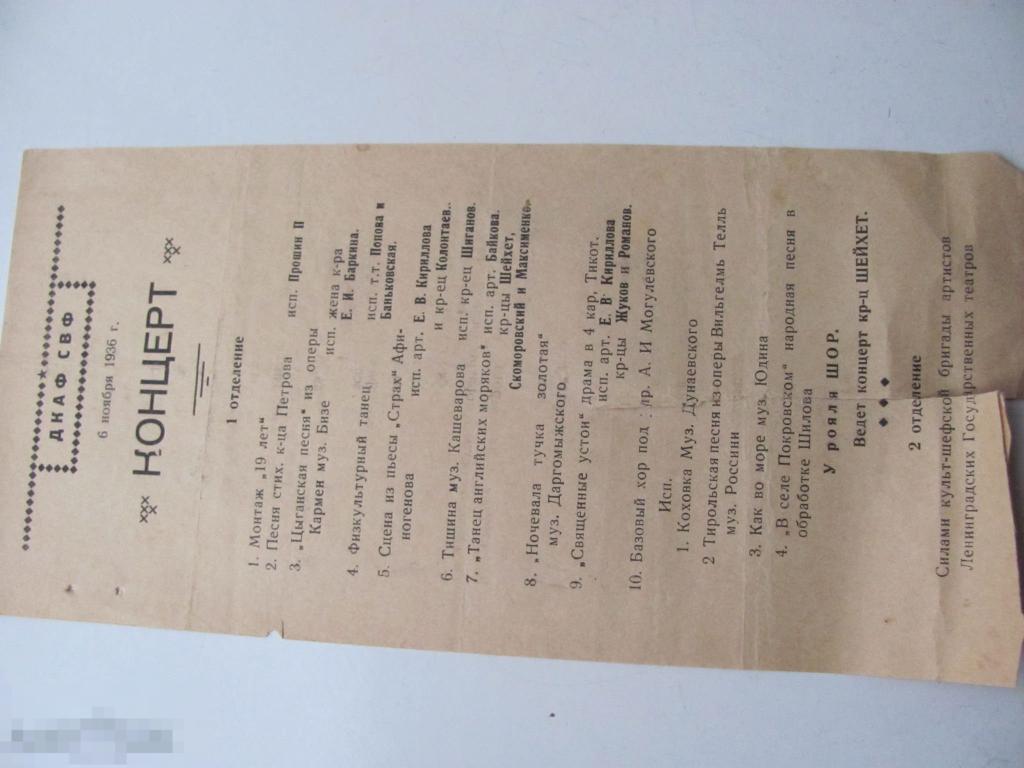 ДКАФ СВФ
6 ноября 1936 г.
КОНЦЕРТ
1 отделение
1. Монтаж „19 лет"
2. Песня стих. к-ца Петрова исп. Прошин П
3. „Цыганская песня" из оперы
Кармен муз. Бизе исп. жена к-ра
Е. И. Баркина.
4. Физкультурный танец исп. т.т. Попова и
Баньковская.
5. Сцена из пьесы „Страх" Афи-
ногенова исп. арт. Е. В. Кириллова
и кр-ец Колонтаев.
6. Тишина муз. Кашеварова исп. кр-ец Шиганов.
7. „Танец английских моряков" исп. арт. Байкова.
кр-цы Шейхет,
Скоморовский и Максименко.
8. „Ночевала тучка золотая"
муз. Даргомыжского.
9. „Священные устои" драма в 4 кар, Тикот.
исп. арт. Е. В. Кириллова
кр-цы Жуков и Романов.
10. Базовый хор под : пр. А. И Могулевского
Исп.
1. Коховка Муз. Дунаевского
2 Тирольская песня из оперы Вильгельмь Телль
муз. Россини
3. Как во море муз. Юдина
4. „В селе Покровском" народная песня в
обработке Шилова
У рояля ШОР.
Ведет концерт кр-ц ШЕЙХЕТ.
2 отделение
Силами культ-шефской бригады артистов
Ленинградских Государственных театров